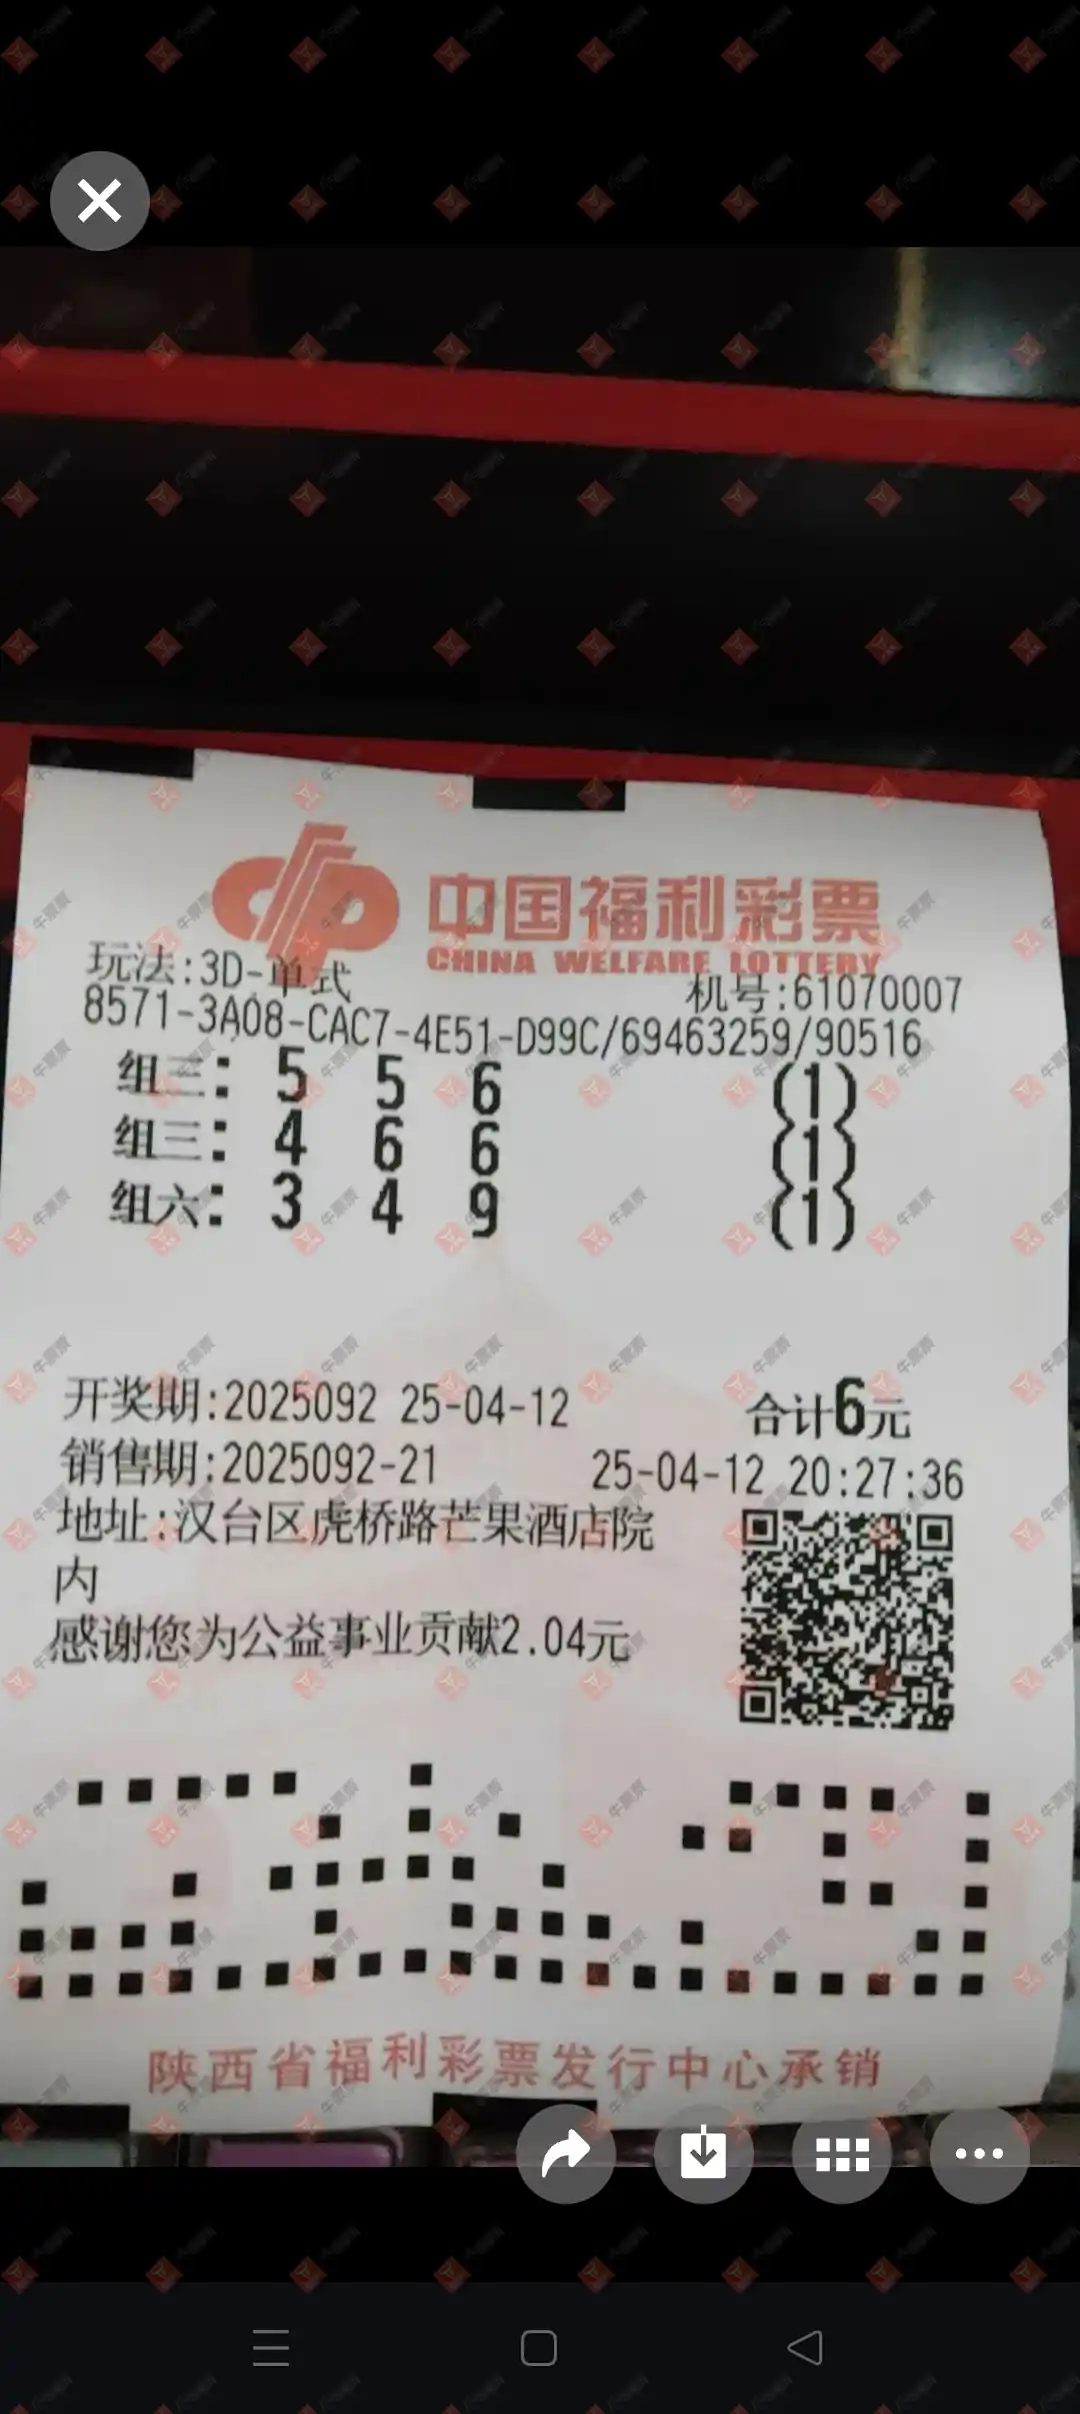 中国福利彩票
CHINA WELFARE LOTTERY
玩法:3D-单式
机号:61070007
8571-3A08-CAC7-4E51-D99C/69463259/90516
组三: 5 5 6 (1)
组三: 4 6 6 (1)
组六: 3 4 9 (1)
开奖期:2025092 25-04-12 合计6元
销售期:2025092-21 25-04-12 20:27:36
地址:汉台区虎桥路芒果酒店院
内
感谢您为公益事业贡献2.04元
陕西省福利彩票发行中心承销